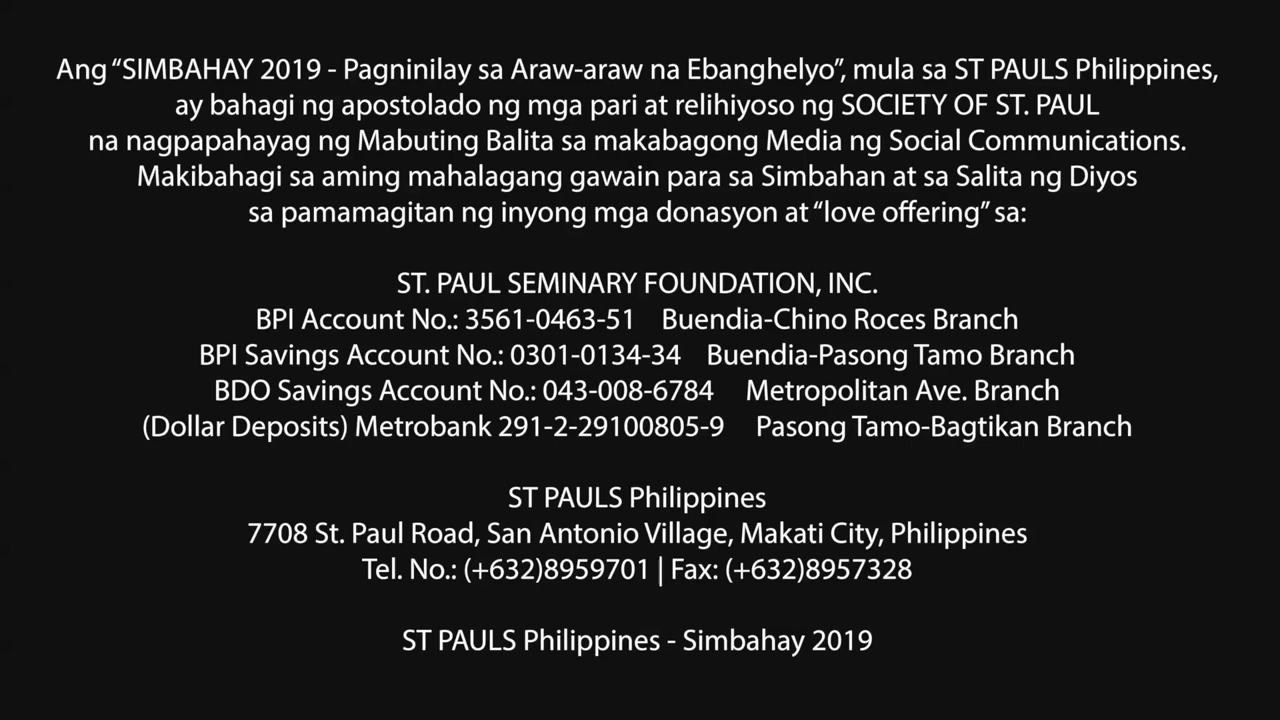 Ang “SIMBAHAY 2019 - Pagninilay sa Araw-araw na Ebanghelyo”, mula sa ST PAULS Philippines,
ay bahagi ng apostolado ng mga pari at relihiyoso ng SOCIETY OF ST. PAUL
na nagpapahayag ng Mabuting Balita sa makabagong Media ng Social Communications.
Makibahagi sa aming mahalagang gawain para sa Simbahan at sa Salita ng Diyos
sa pamamagitan ng inyong mga donasyon at “love offering” sa:
ST. PAUL SEMINARY FOUNDATION, INC.
BPI Account No.: 3561-0463-51 Buendia-Chino Roces Branch
BPI Savings Account No.: 0301-0134-34 Buendia-Pasong Tamo Branch
BDO Savings Account No.: 043-008-6784 Metropolitan Ave. Branch
(Dollar Deposits) Metrobank 291-2-29100805-9 Pasong Tamo-Bagtikan Branch
ST PAULS Philippines
7708 St. Paul Road, San Antonio Village, Makati City, Philippines
Tel. No.: (+632)8959701 | Fax: (+632)8957328
ST PAULS Philippines - Simbahay 2019